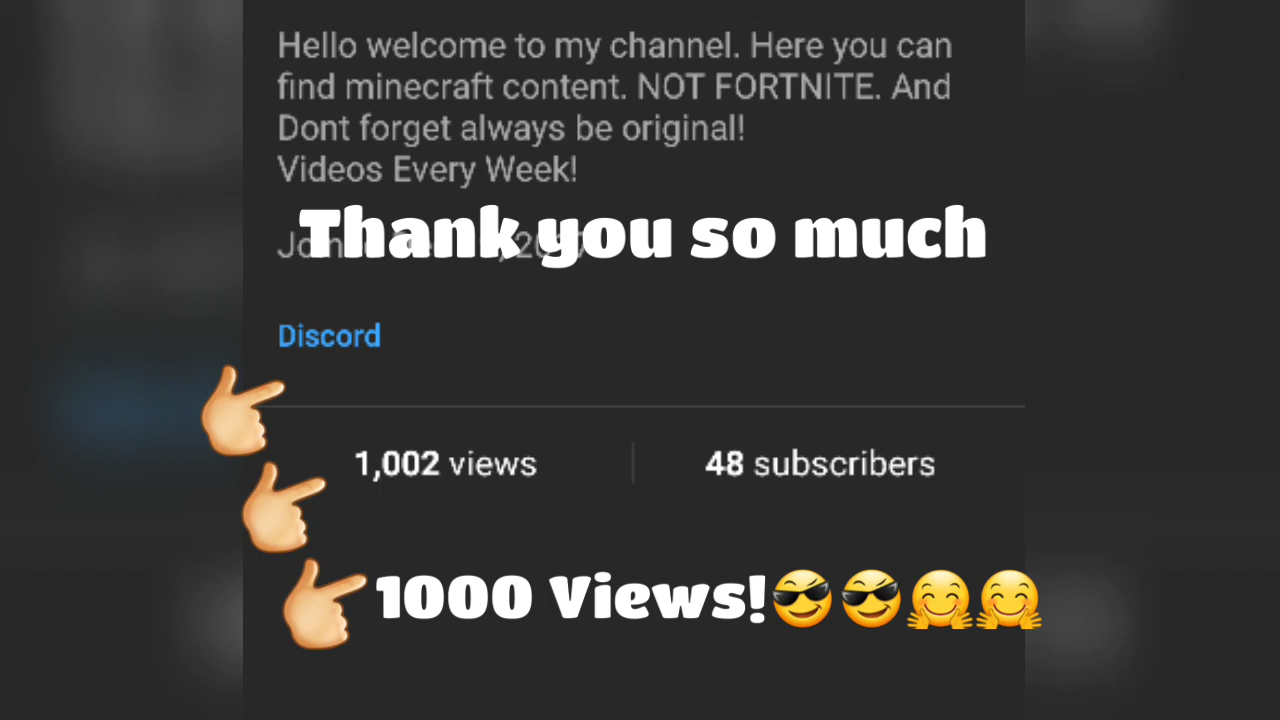 Hello welcome to my channel. Here you can
find minecraft content. NOT FORTNITE. And
Dont forget always be original!
Videos Every Week!
Thank you so much
Discord
1,002 views
48 subscribers
1000 Views!😎😎🤗🤗